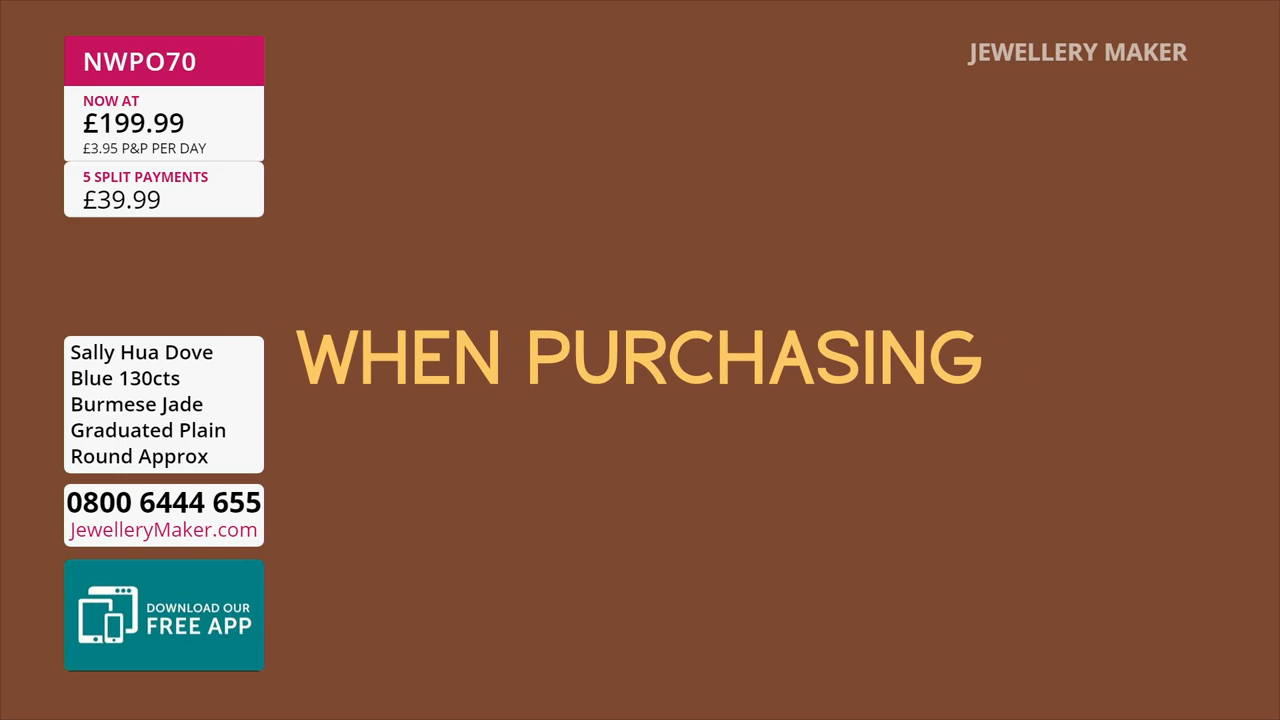 NWPO70
NOW AT
£199.99
£3.95 P&P PER DAY
5 SPLIT PAYMENTS
£39.99
JEWELLERY MAKER
WHEN PURCHASING
Sally Hua Dove
Blue 130cts
Burmese Jade
Graduated Plain
Round Approx
0800 6444 655
JewelleryMaker.com
DOWNLOAD OUR
FREE APP